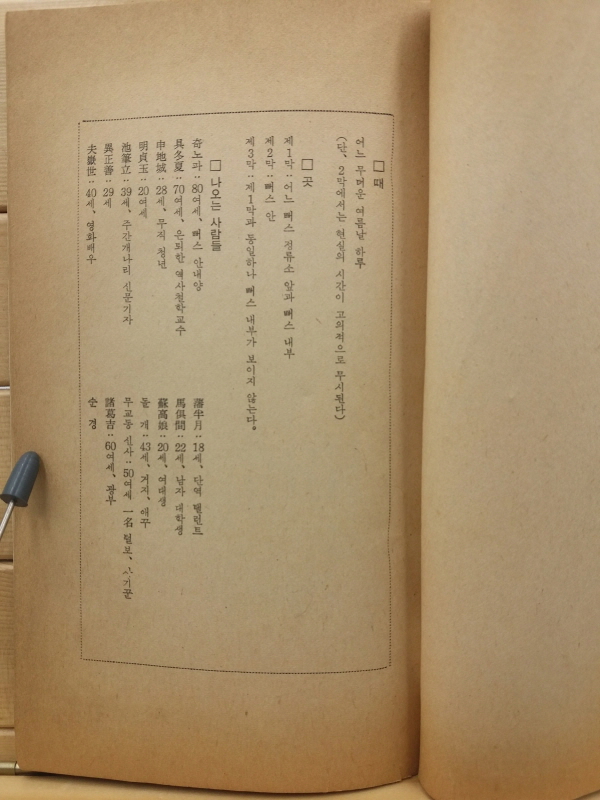 □ 때
어느 무더운 여름날 하루
(단、2막에서는 현실의 시간이 고의적으로 무시된다)
□ 곳
제1막:어느 뻐스 정류소 앞과 뻐스 내부
제2막:뻐스 안
제3막:제1막과 동일하나 뻐스 내부가 보이지 않는다。
□ 나오는 사람들
奇노파:80여세、뻐스 안내양
具冬夏:70여세、은퇴한 역사철학교수
申地誠:28세、무직 청년
明貞玉:20여세
池筆立:39세、주간개나리 신문기자
異正善:29세
夫嶽世:40세、영화배우
潘半月:18세、단역 탤런트
馬俱間:22세、남자 대학생
蘇高娘:20세、여대생
돌 개:43세、거지、애꾸
무교동 신사:50여세 一名 털보、사기꾼
諸葛吉:60여세、광부
순 경